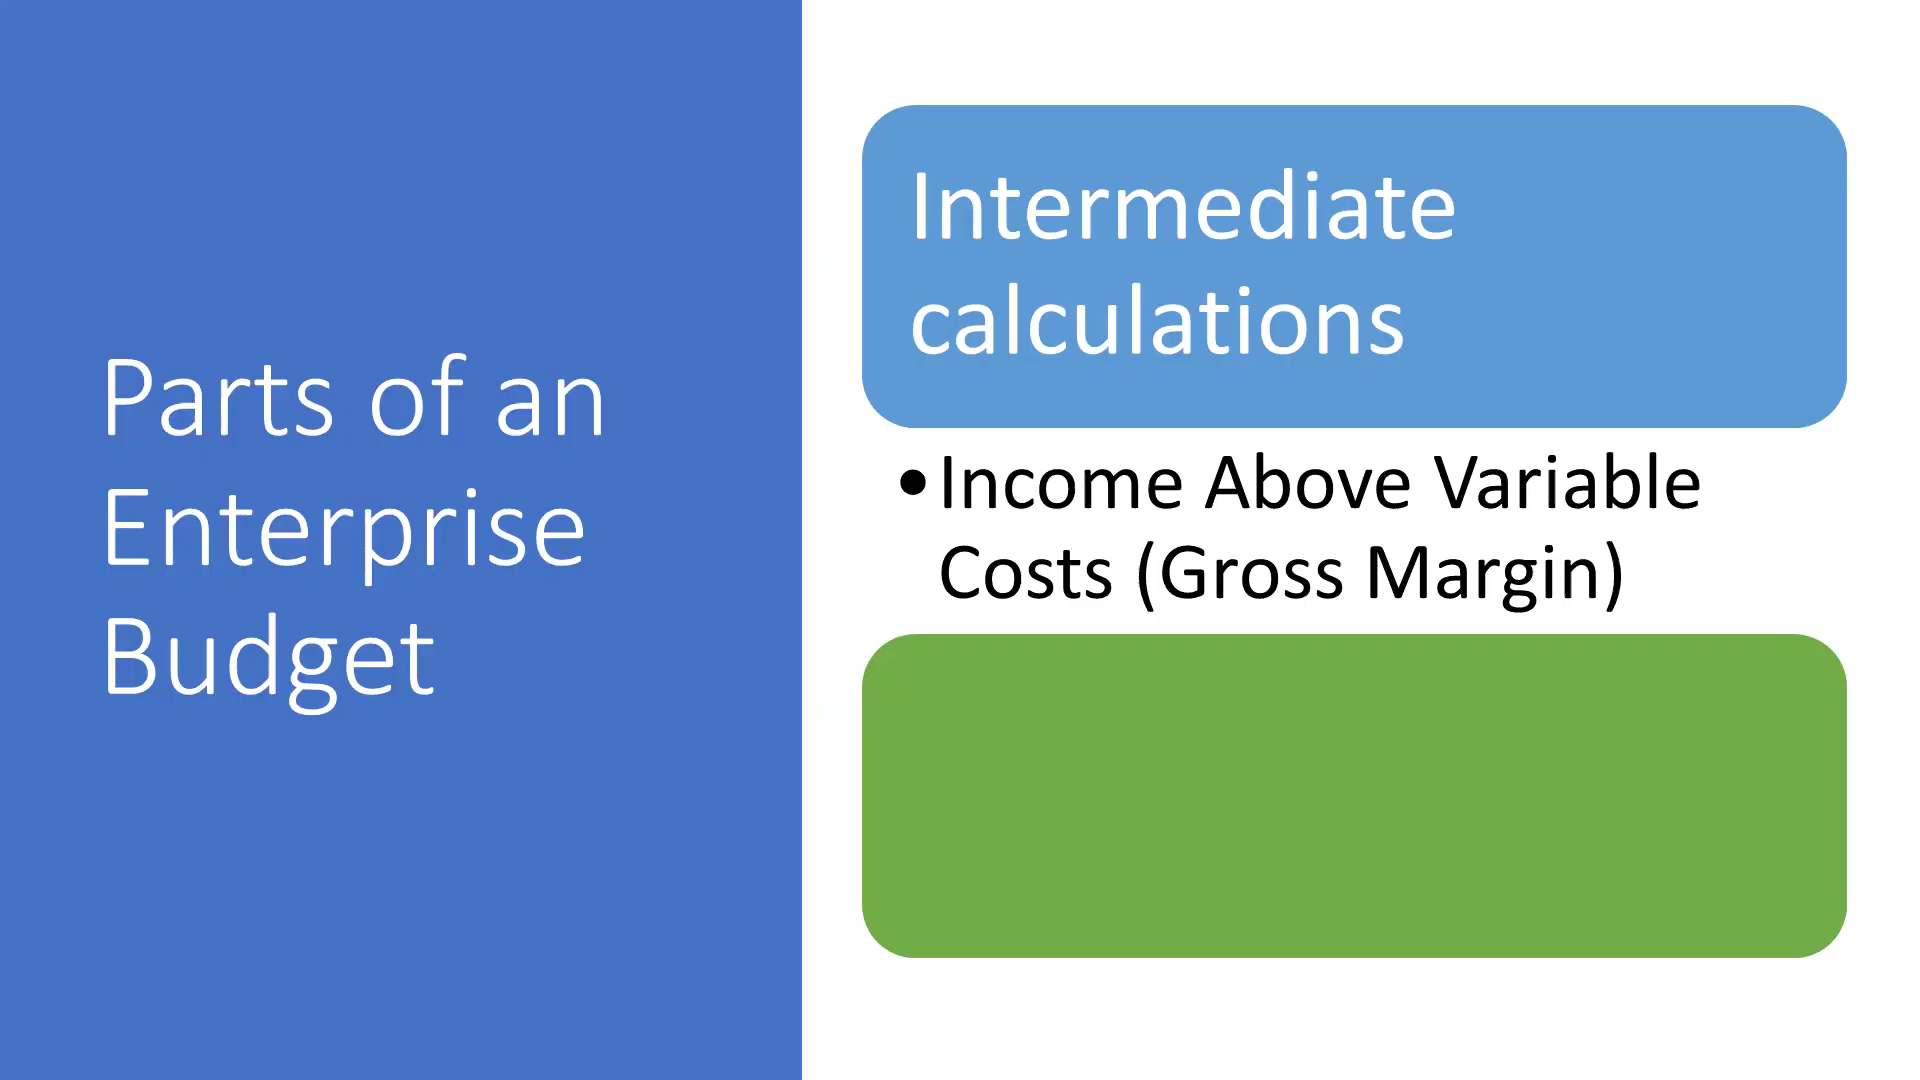 Parts of an
Enterprise
Budget
Intermediate
calculations
•Income Above Variable
Costs (Gross Margin)